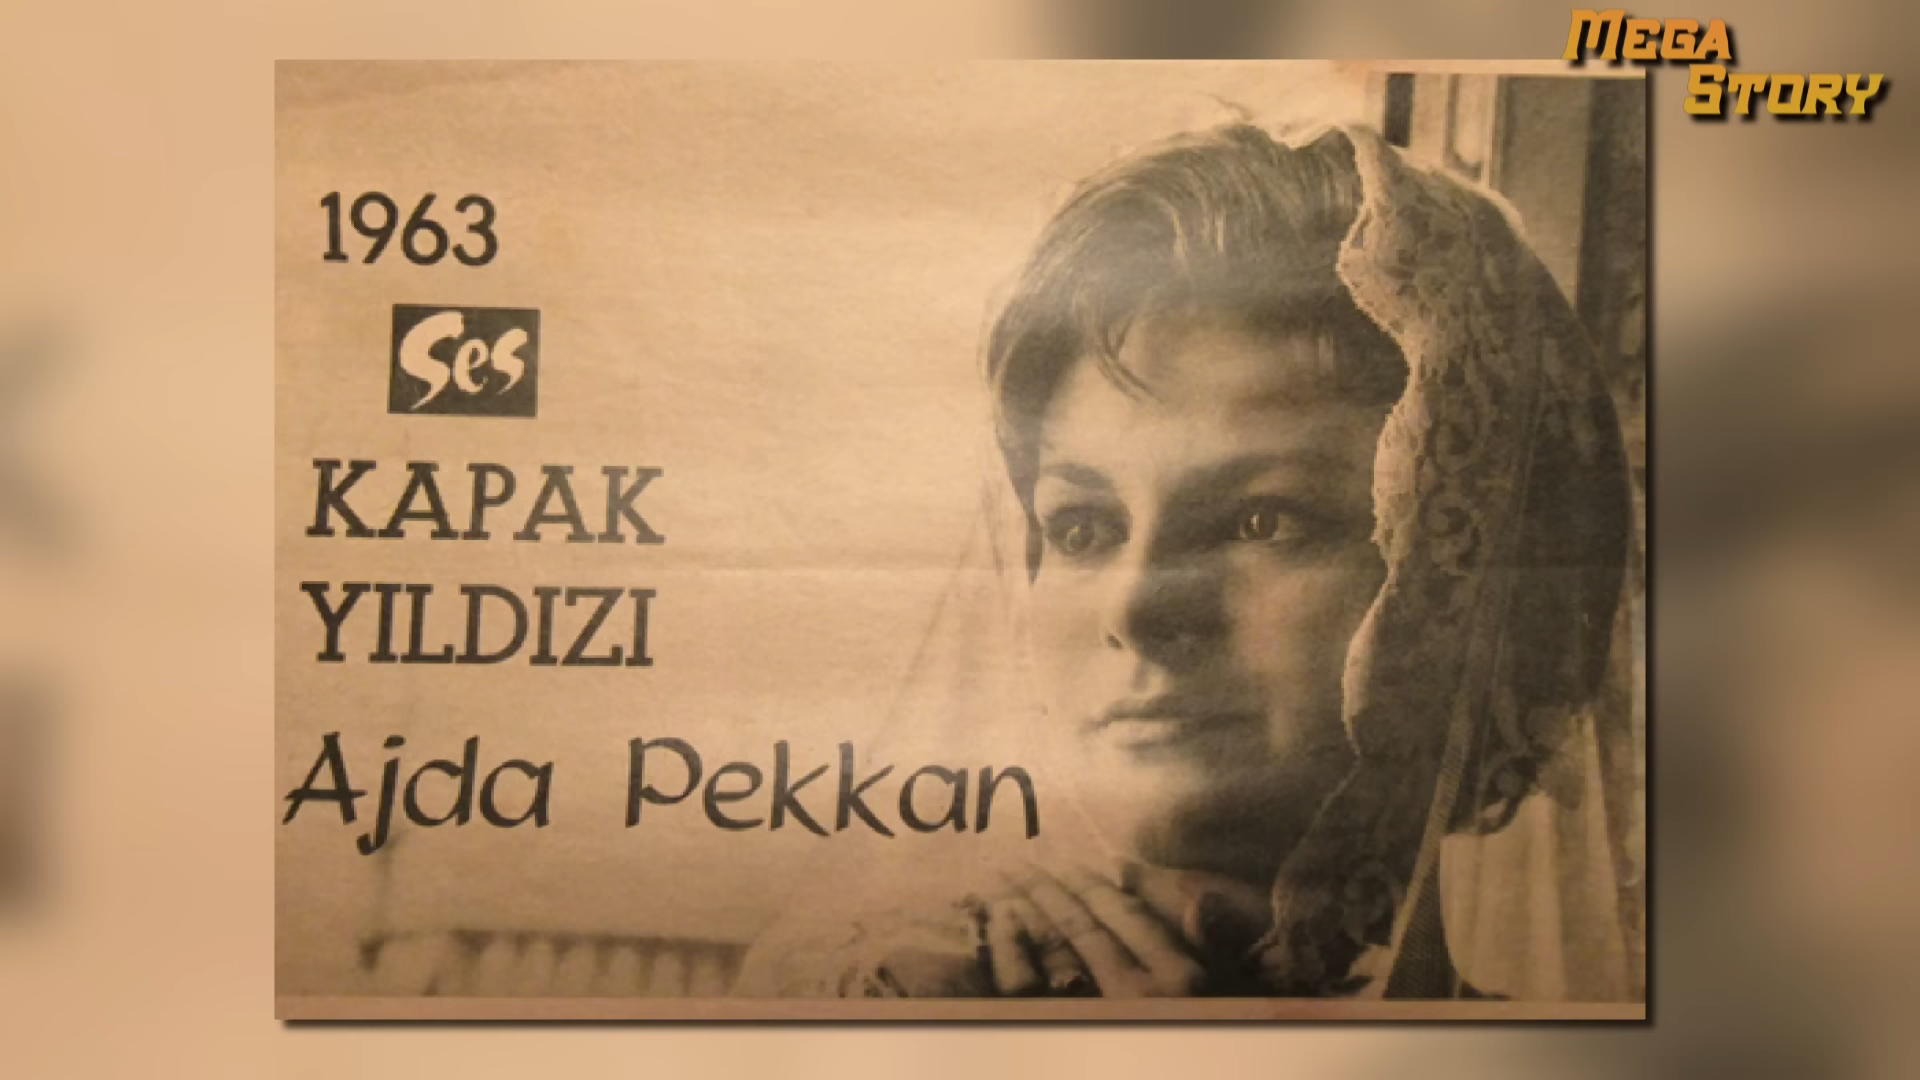 MEGA
STORY
1963
Ses
KAPAK
YILDIZI
Ajda Pekkan